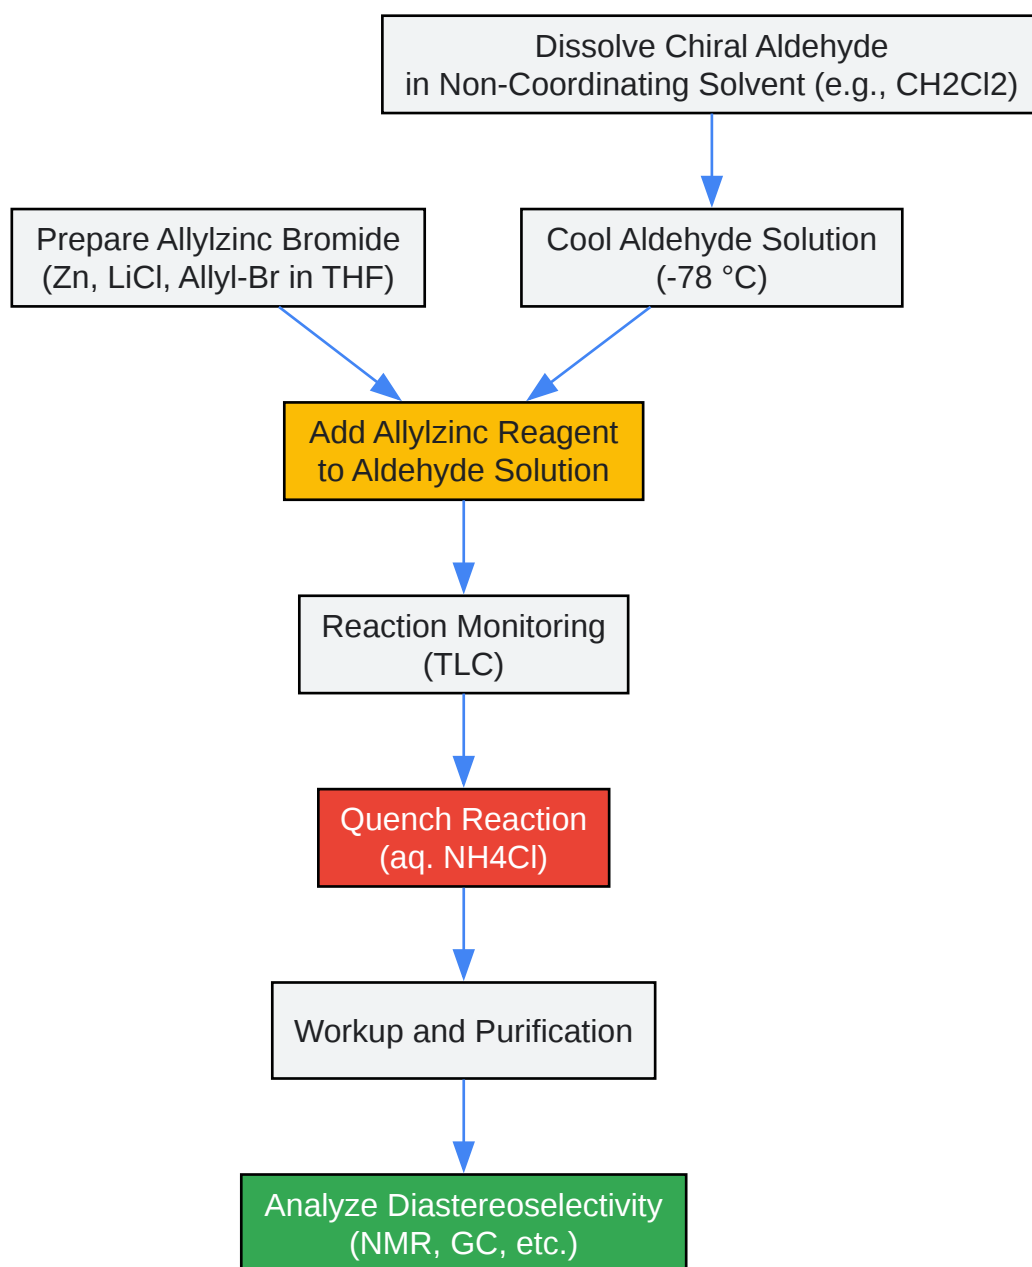 Dissolve Chiral Aldehyde
in Non-Coordinating Solvent (e.g., CH2Cl2)
Prepare Allylzinc Bromide
(Zn, LiCl, Allyl-Br in THF)
Cool Aldehyde Solution
(-78 °C)
Add Allylzinc Reagent
to Aldehyde Solution
Reaction Monitoring
(TLC)
Quench Reaction
(aq. NH4Cl)
Workup and Purification
Analyze Diastereoselectivity
(NMR, GC, etc.)